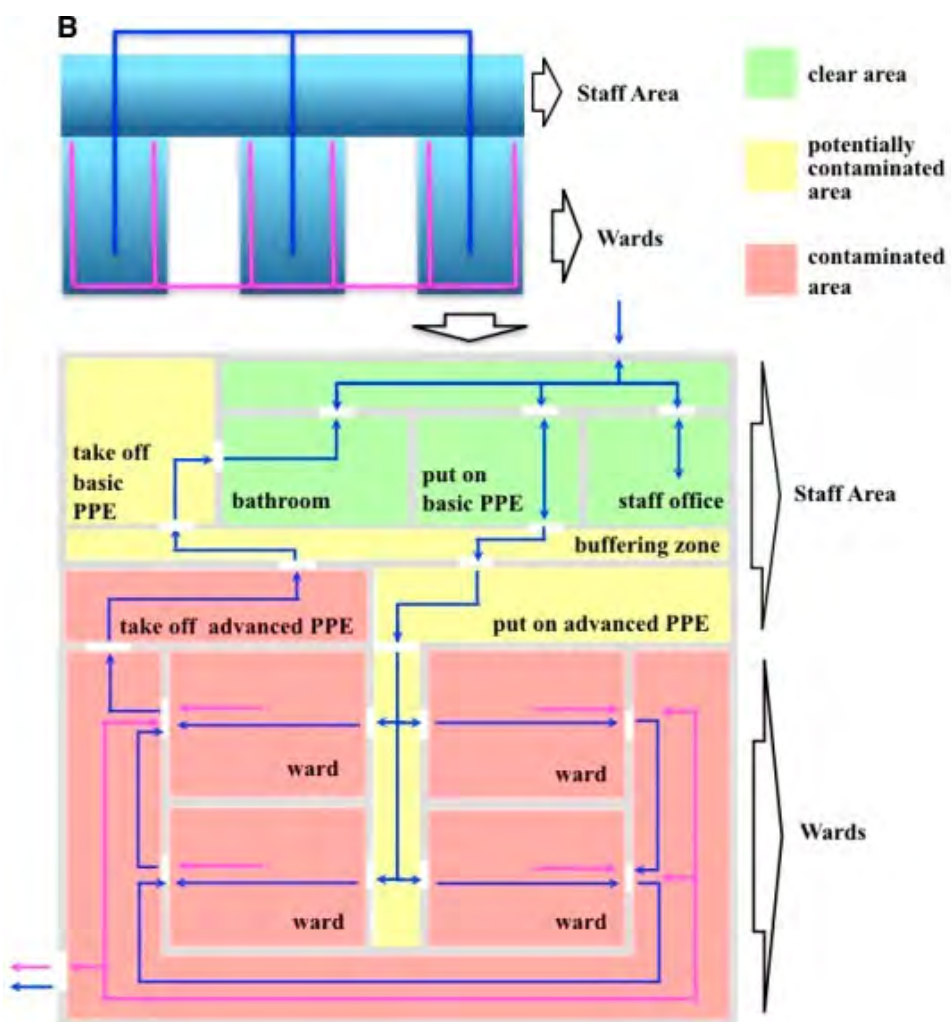 B
Staff Area
Wards
clear area
potentially
contaminated
area
contaminated
area
take off
basic
PPE
bathroom
put on
basic PPE
staff office
buffering zone
Staff Area
take off advanced PPE
put on advanced PPE
ward
ward
ward
ward
Wards